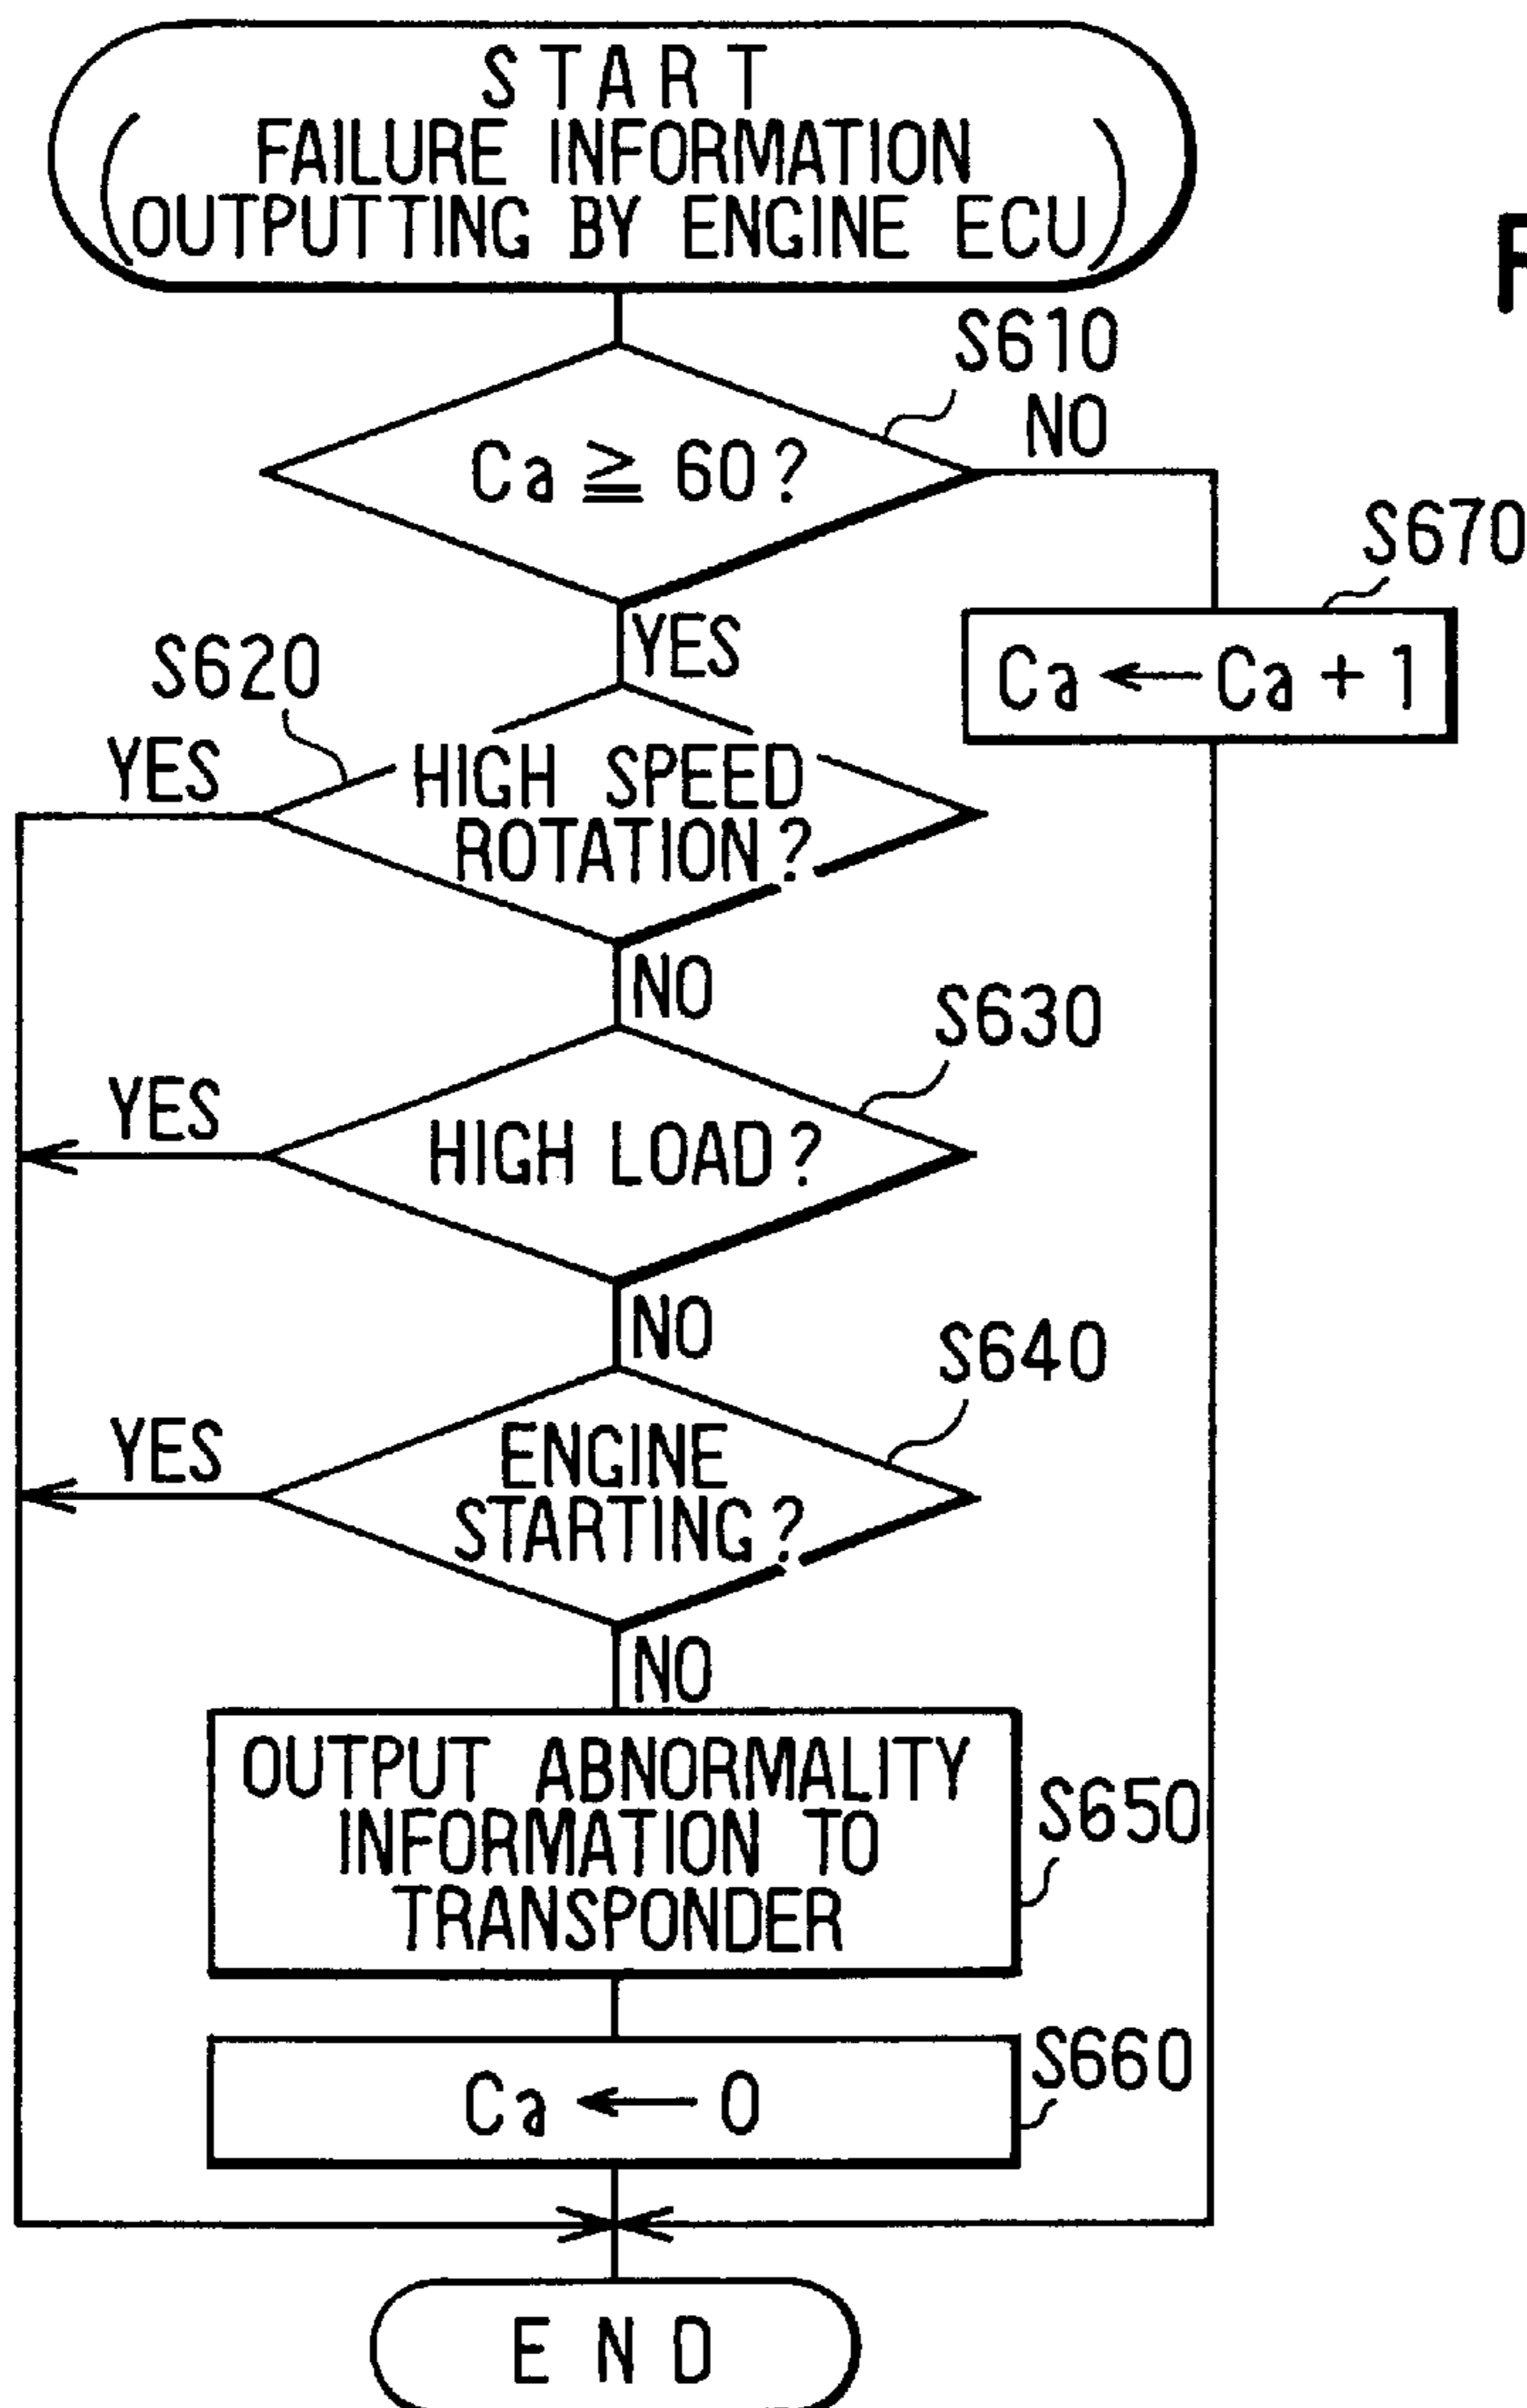 START
FAILURE INFORMATION
OUTPUTTING BY ENGINE ECU
S610
NO
Ca ≧ 60?
S670
Ca ← Ca + 1
YES
S620
YES
HIGH SPEED
ROTATION?
NO
S630
YES
HIGH LOAD?
NO
S640
YES
ENGINE
STARTING?
NO
OUTPUT ABNORMALITY
INFORMATION TO
TRANSPONDER
S650
S660
Ca ← 0
END